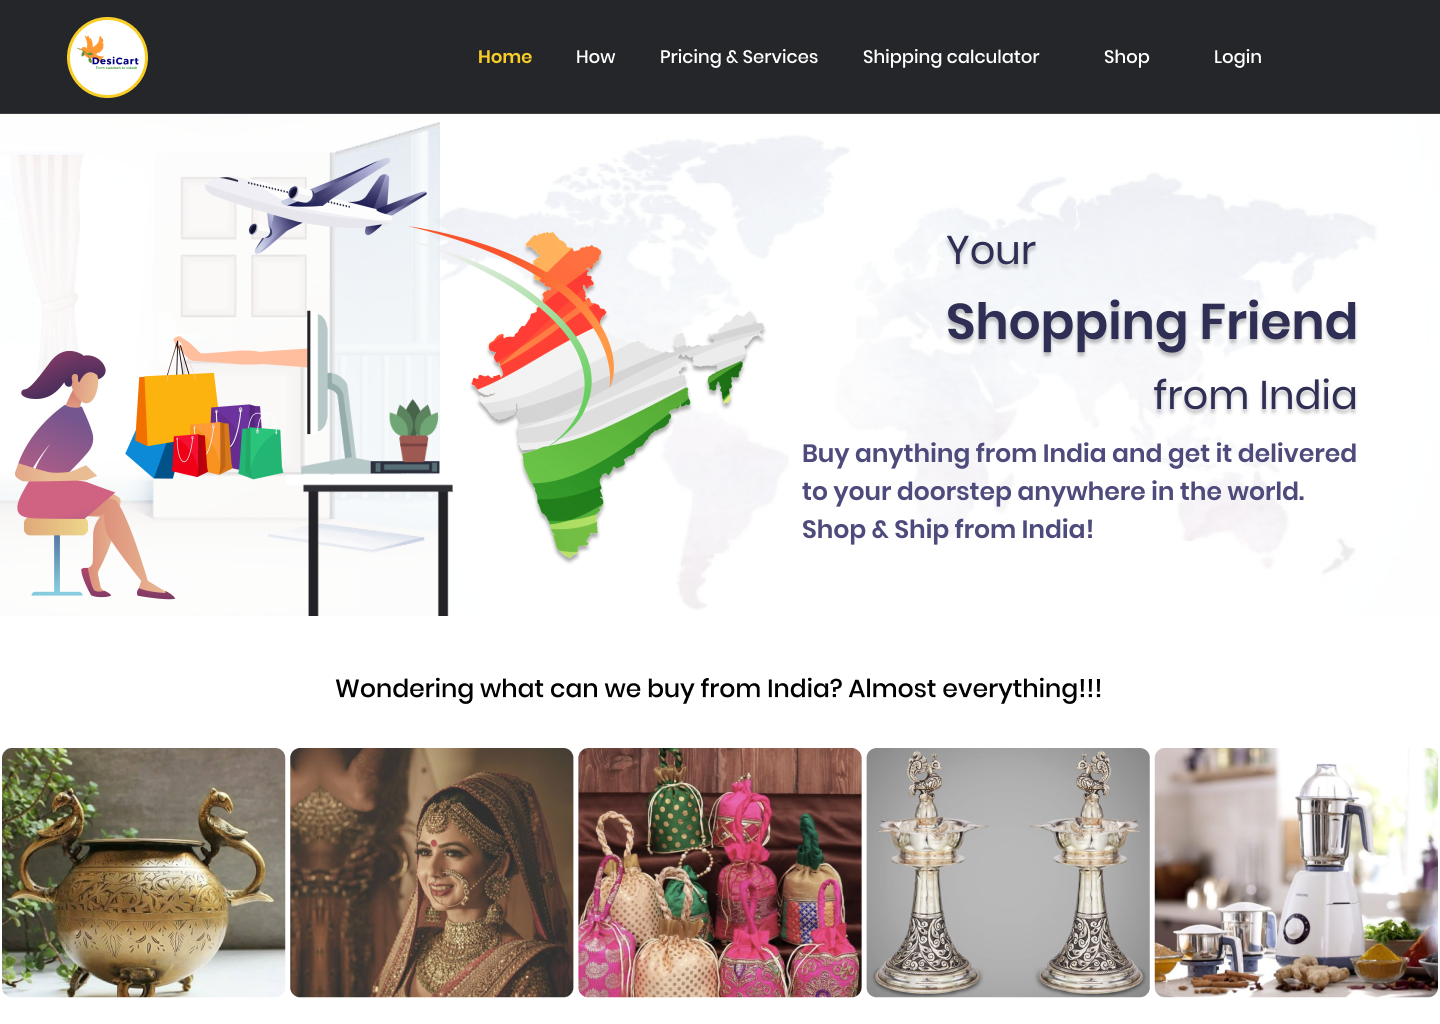 DesiCart
Home
How
Pricing & Services
Shipping calculator
Shop
Login
Your
Shopping Friend
from India
Buy anything from India and get it delivered
to your doorstep anywhere in the world.
Shop & Ship from India!
Wondering what can we buy from India? Almost everything!!!